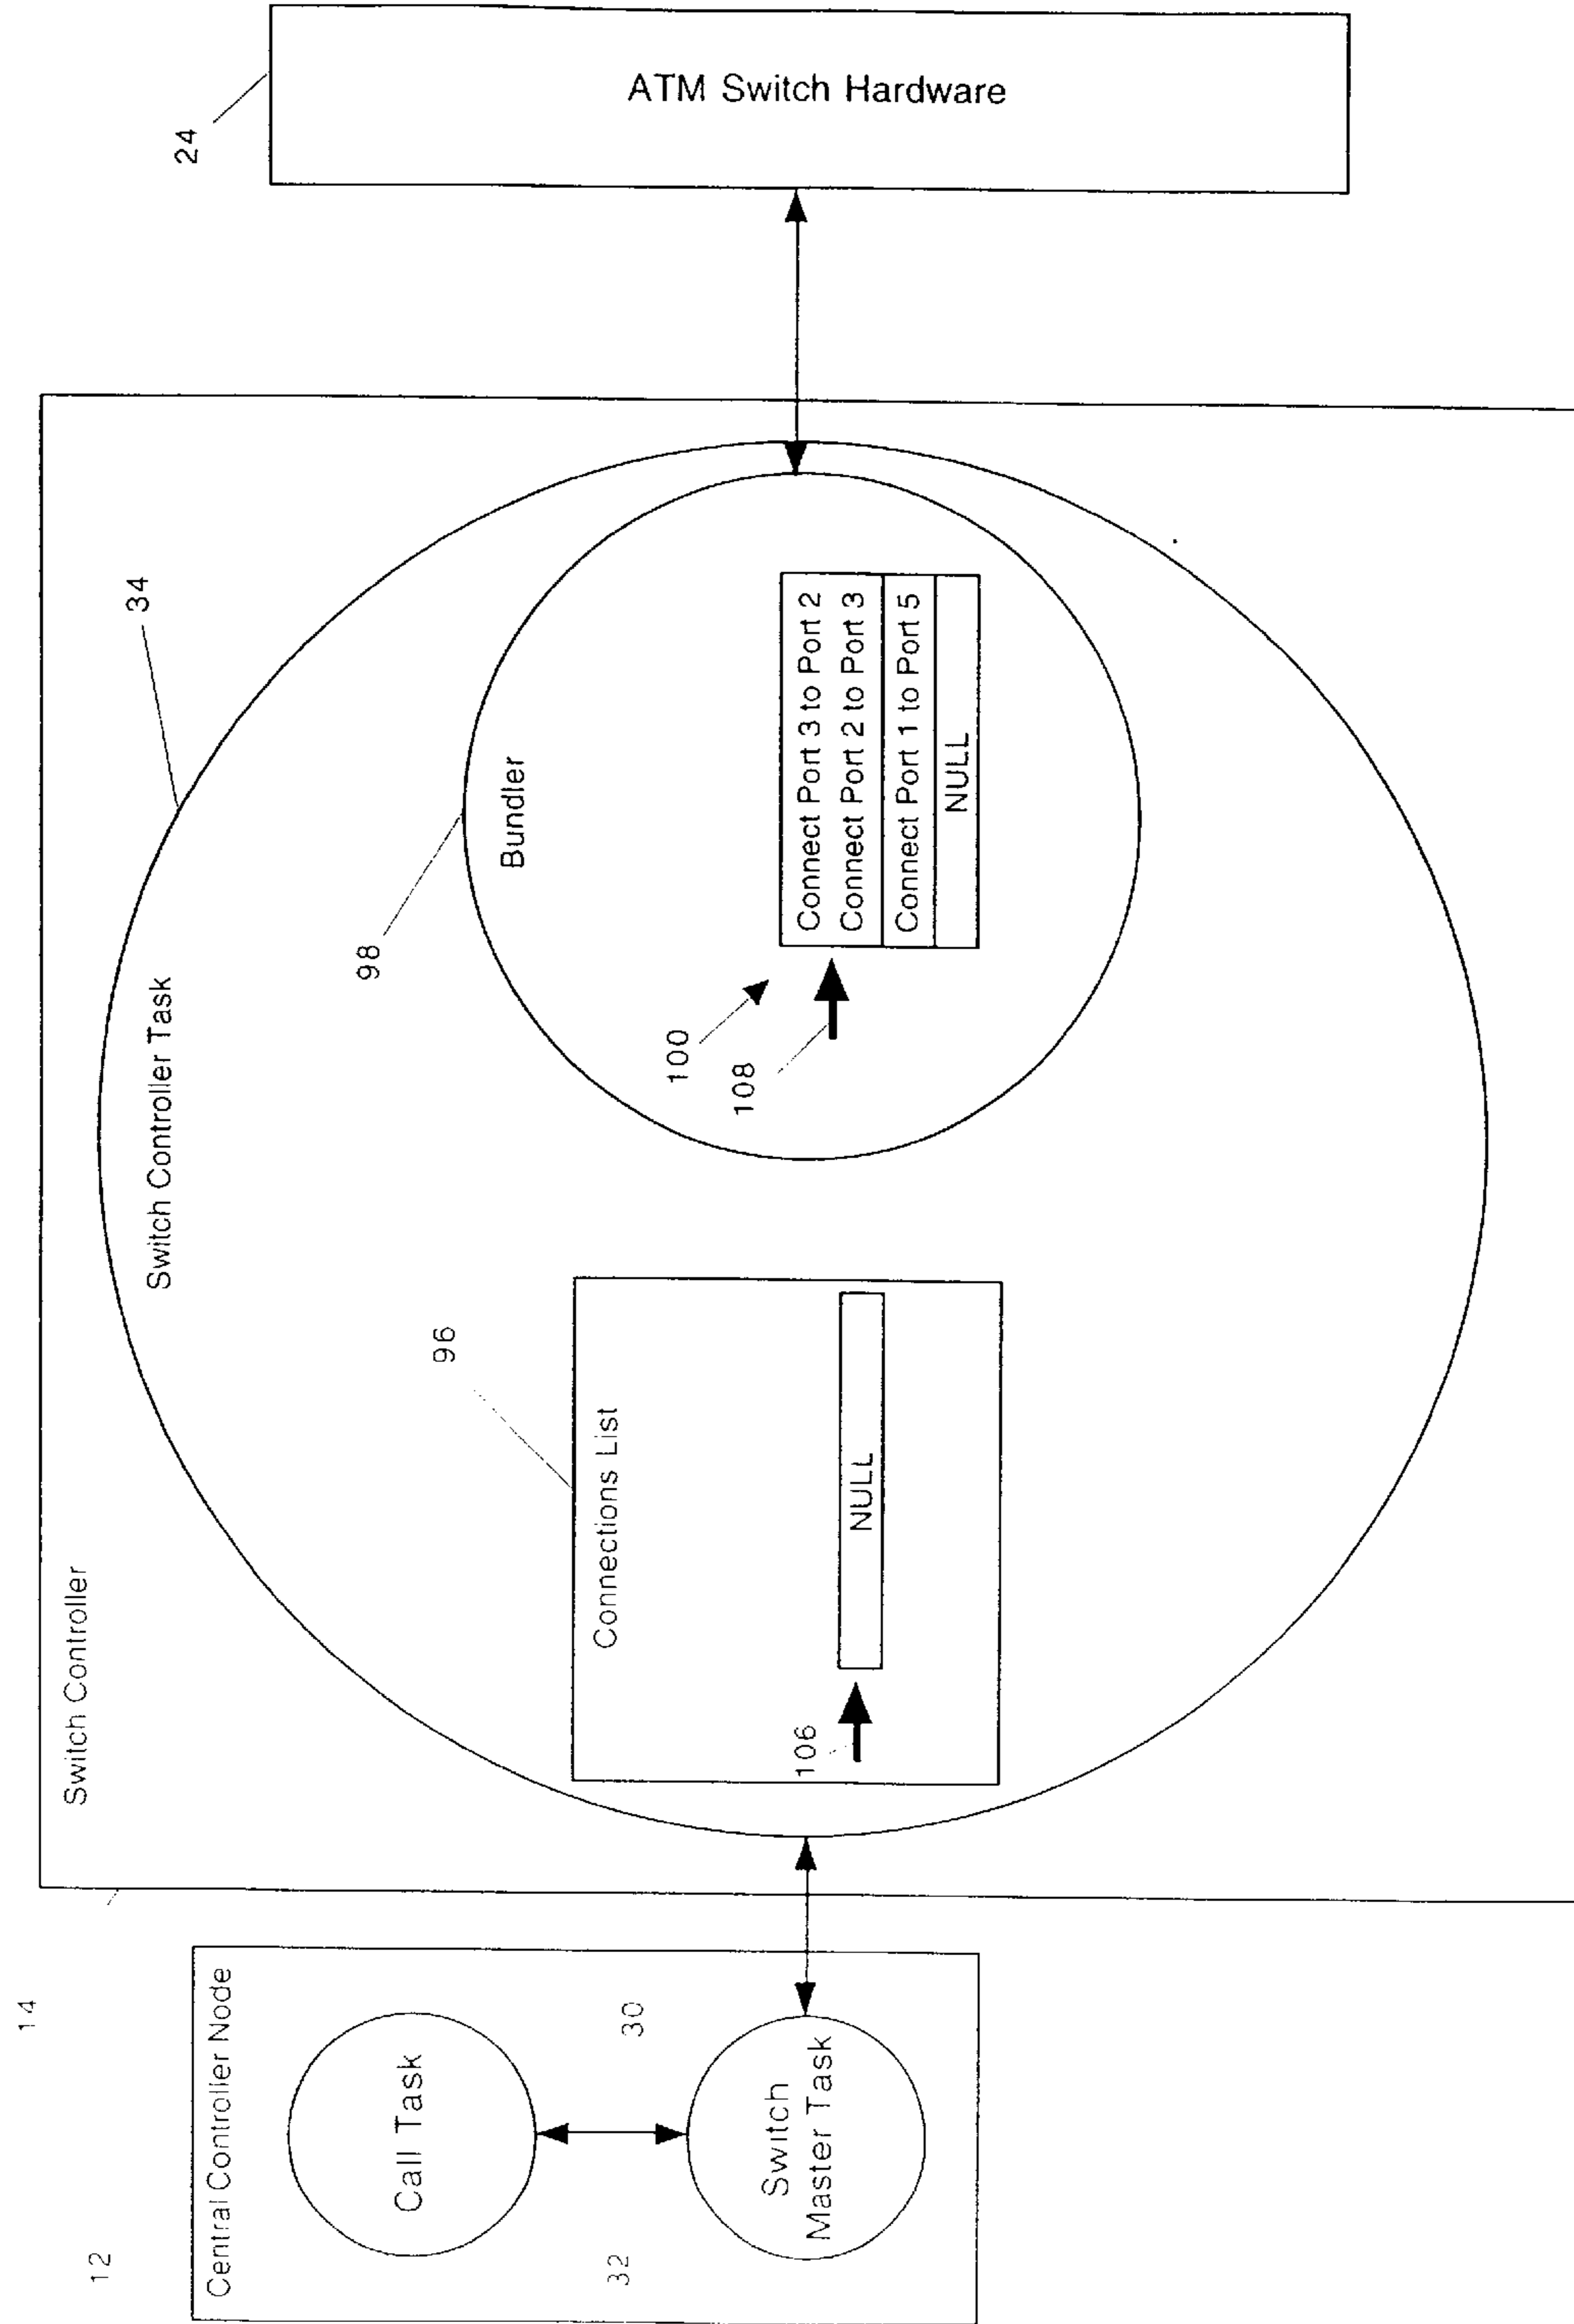 14
12
Central Controller Node
Call Task
32
30
Switch
Master Task
Switch Controller
34
Switch Controller Task
96
Connections List
106
NULL
98
Bundler
100
108
Connect Port 3 to Port 2
Connect Port 2 to Port 3
Connect Port 1 to Port 5
NULL
24
ATM Switch Hardware